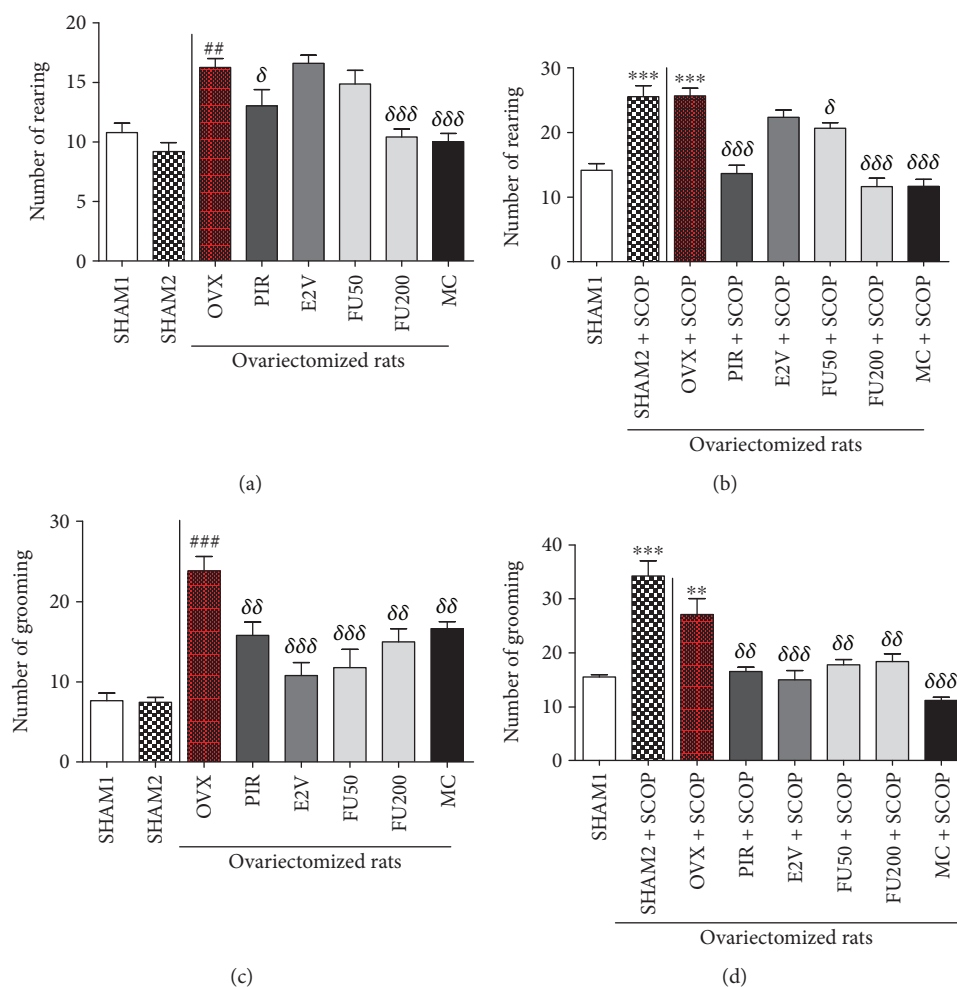 20
15
10
5
0
Number of rearing
##
δ
δδδ
δδδ
SHAM1
SHAM2
OVX
PIR
E2V
FU50
FU200
MC
Ovariectomized rats
(a)
30
20
10
0
Number of rearing
***
***
δδδ
δ
δδδ
δδδ
SHAM1
SHAM2 + SCOP
OVX + SCOP
PIR + SCOP
E2V + SCOP
FU50 + SCOP
FU200 + SCOP
MC + SCOP
Ovariectomized rats
(b)
30
20
10
0
Number of grooming
###
δδ
δδδ
δδδ
δδ
δδ
SHAM1
SHAM2
OVX
PIR
E2V
FU50
FU200
MC
Ovariectomized rats
(c)
40
30
20
10
0
Number of grooming
***
**
δδ
δδδ
δδ
δδ
δδδ
SHAM1
SHAM2 + SCOP
OVX + SCOP
PIR + SCOP
E2V + SCOP
FU50 + SCOP
FU200 + SCOP
MC + SCOP
Ovariectomized rats
(d)